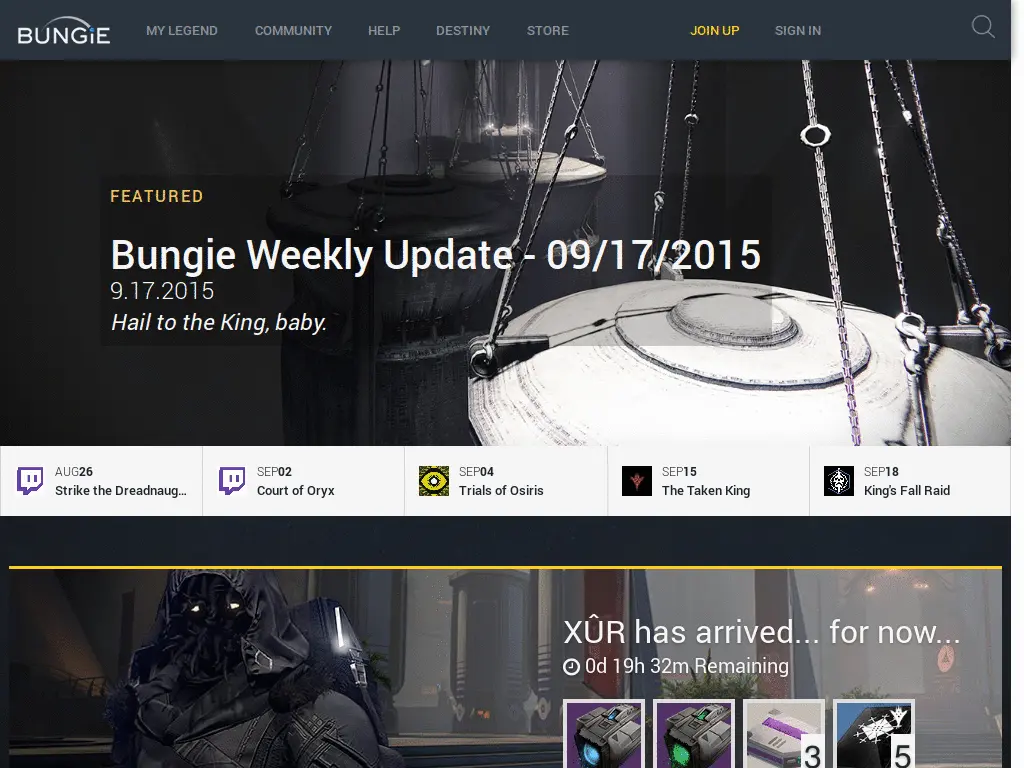 BUNGiE MY LEGEND COMMUNITY HELP DESTINY STORE JOIN UP SIGN IN
FEATURED
Bungie Weekly Update - 09/17/2015
9.17.2015
Hail to the King, baby.
AUG26
Strike the Dreadnaug...
SEP02
Court of Oryx
SEP04
Trials of Osiris
SEP15
The Taken King
SEP18
King's Fall Raid
XÛR has arrived... for now...
0d 19h 32m Remaining
3
5